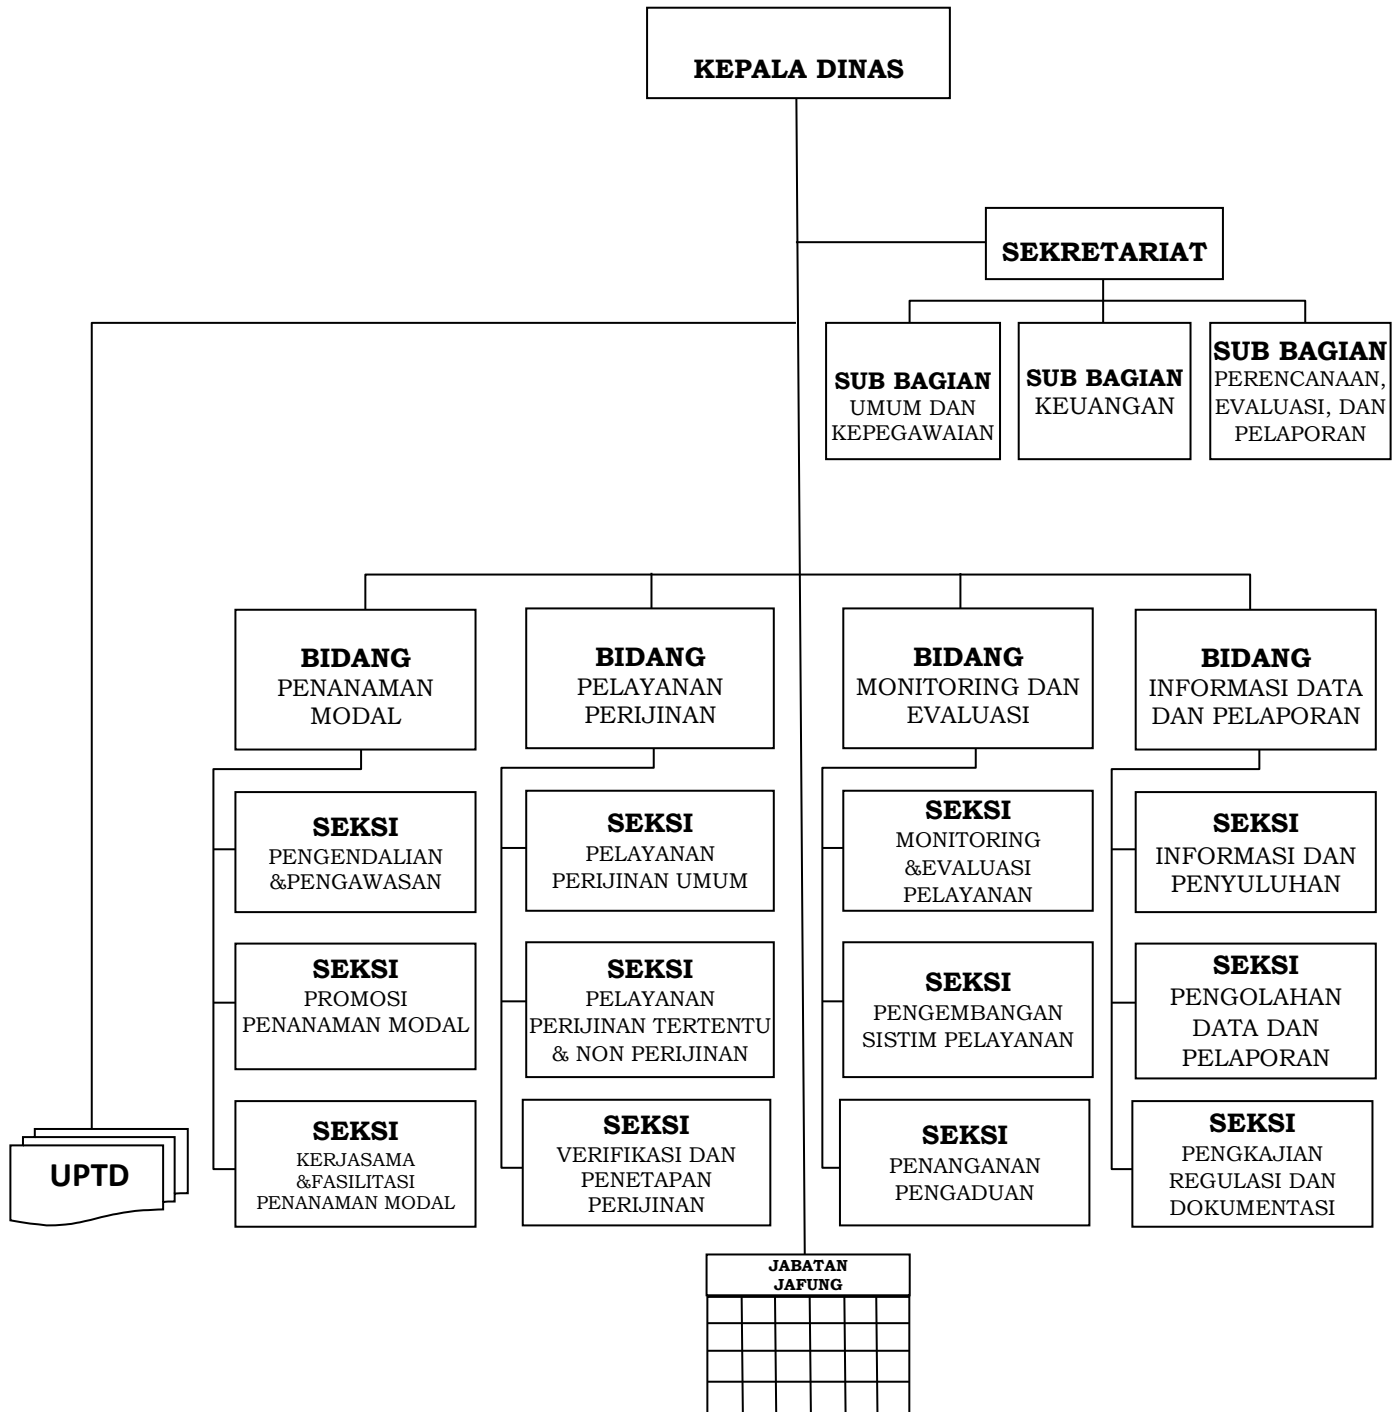 KEPALA DINAS
SEKRETARIAT
SUB BAGIAN
UMUM DAN
KEPEGAWAIAN
SUB BAGIAN
KEUANGAN
SUB BAGIAN
PERENCANAAN,
EVALUASI, DAN
PELAPORAN
BIDANG
PENANAMAN
MODAL
SEKSI
PENGENDALIAN
&PENGAWASAN
SEKSI
PROMOSI
PENANAMAN MODAL
SEKSI
KERJASAMA
&FASILITASI
PENANAMAN MODAL
BIDANG
PELAYANAN
PERIJINAN
SEKSI
PELAYANAN
PERIJINAN UMUM
SEKSI
PELAYANAN
PERIJINAN TERTENTU
& NON PERIJINAN
SEKSI
VERIFIKASI DAN
PENETAPAN
PERIJINAN
BIDANG
MONITORING DAN
EVALUASI
SEKSI
MONITORING
&EVALUASI
PELAYANAN
SEKSI
PENGEMBANGAN
SISTIM PELAYANAN
SEKSI
PENANGANAN
PENGADUAN
BIDANG
INFORMASI DATA
DAN PELAPORAN
SEKSI
INFORMASI DAN
PENYULUHAN
SEKSI
PENGOLAHAN
DATA DAN
PELAPORAN
SEKSI
PENGKAJIAN
REGULASI DAN
DOKUMENTASI
UPTD
JABATAN
JAFUNG